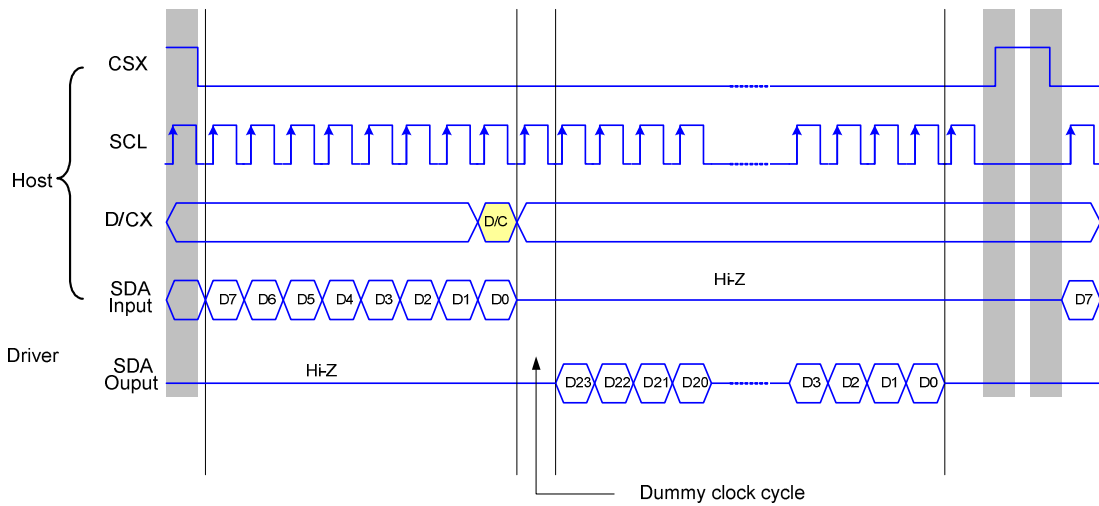 CSX
SCL
Host
D/CX
D/C
SDA
Input
D7 D6 D5 D4 D3 D2 D1 D0
Hi-Z
D7
Driver
SDA
Ouput
Hi-Z
D23 D22 D21 D20
D3 D2 D1 D0
Dummy clock cycle